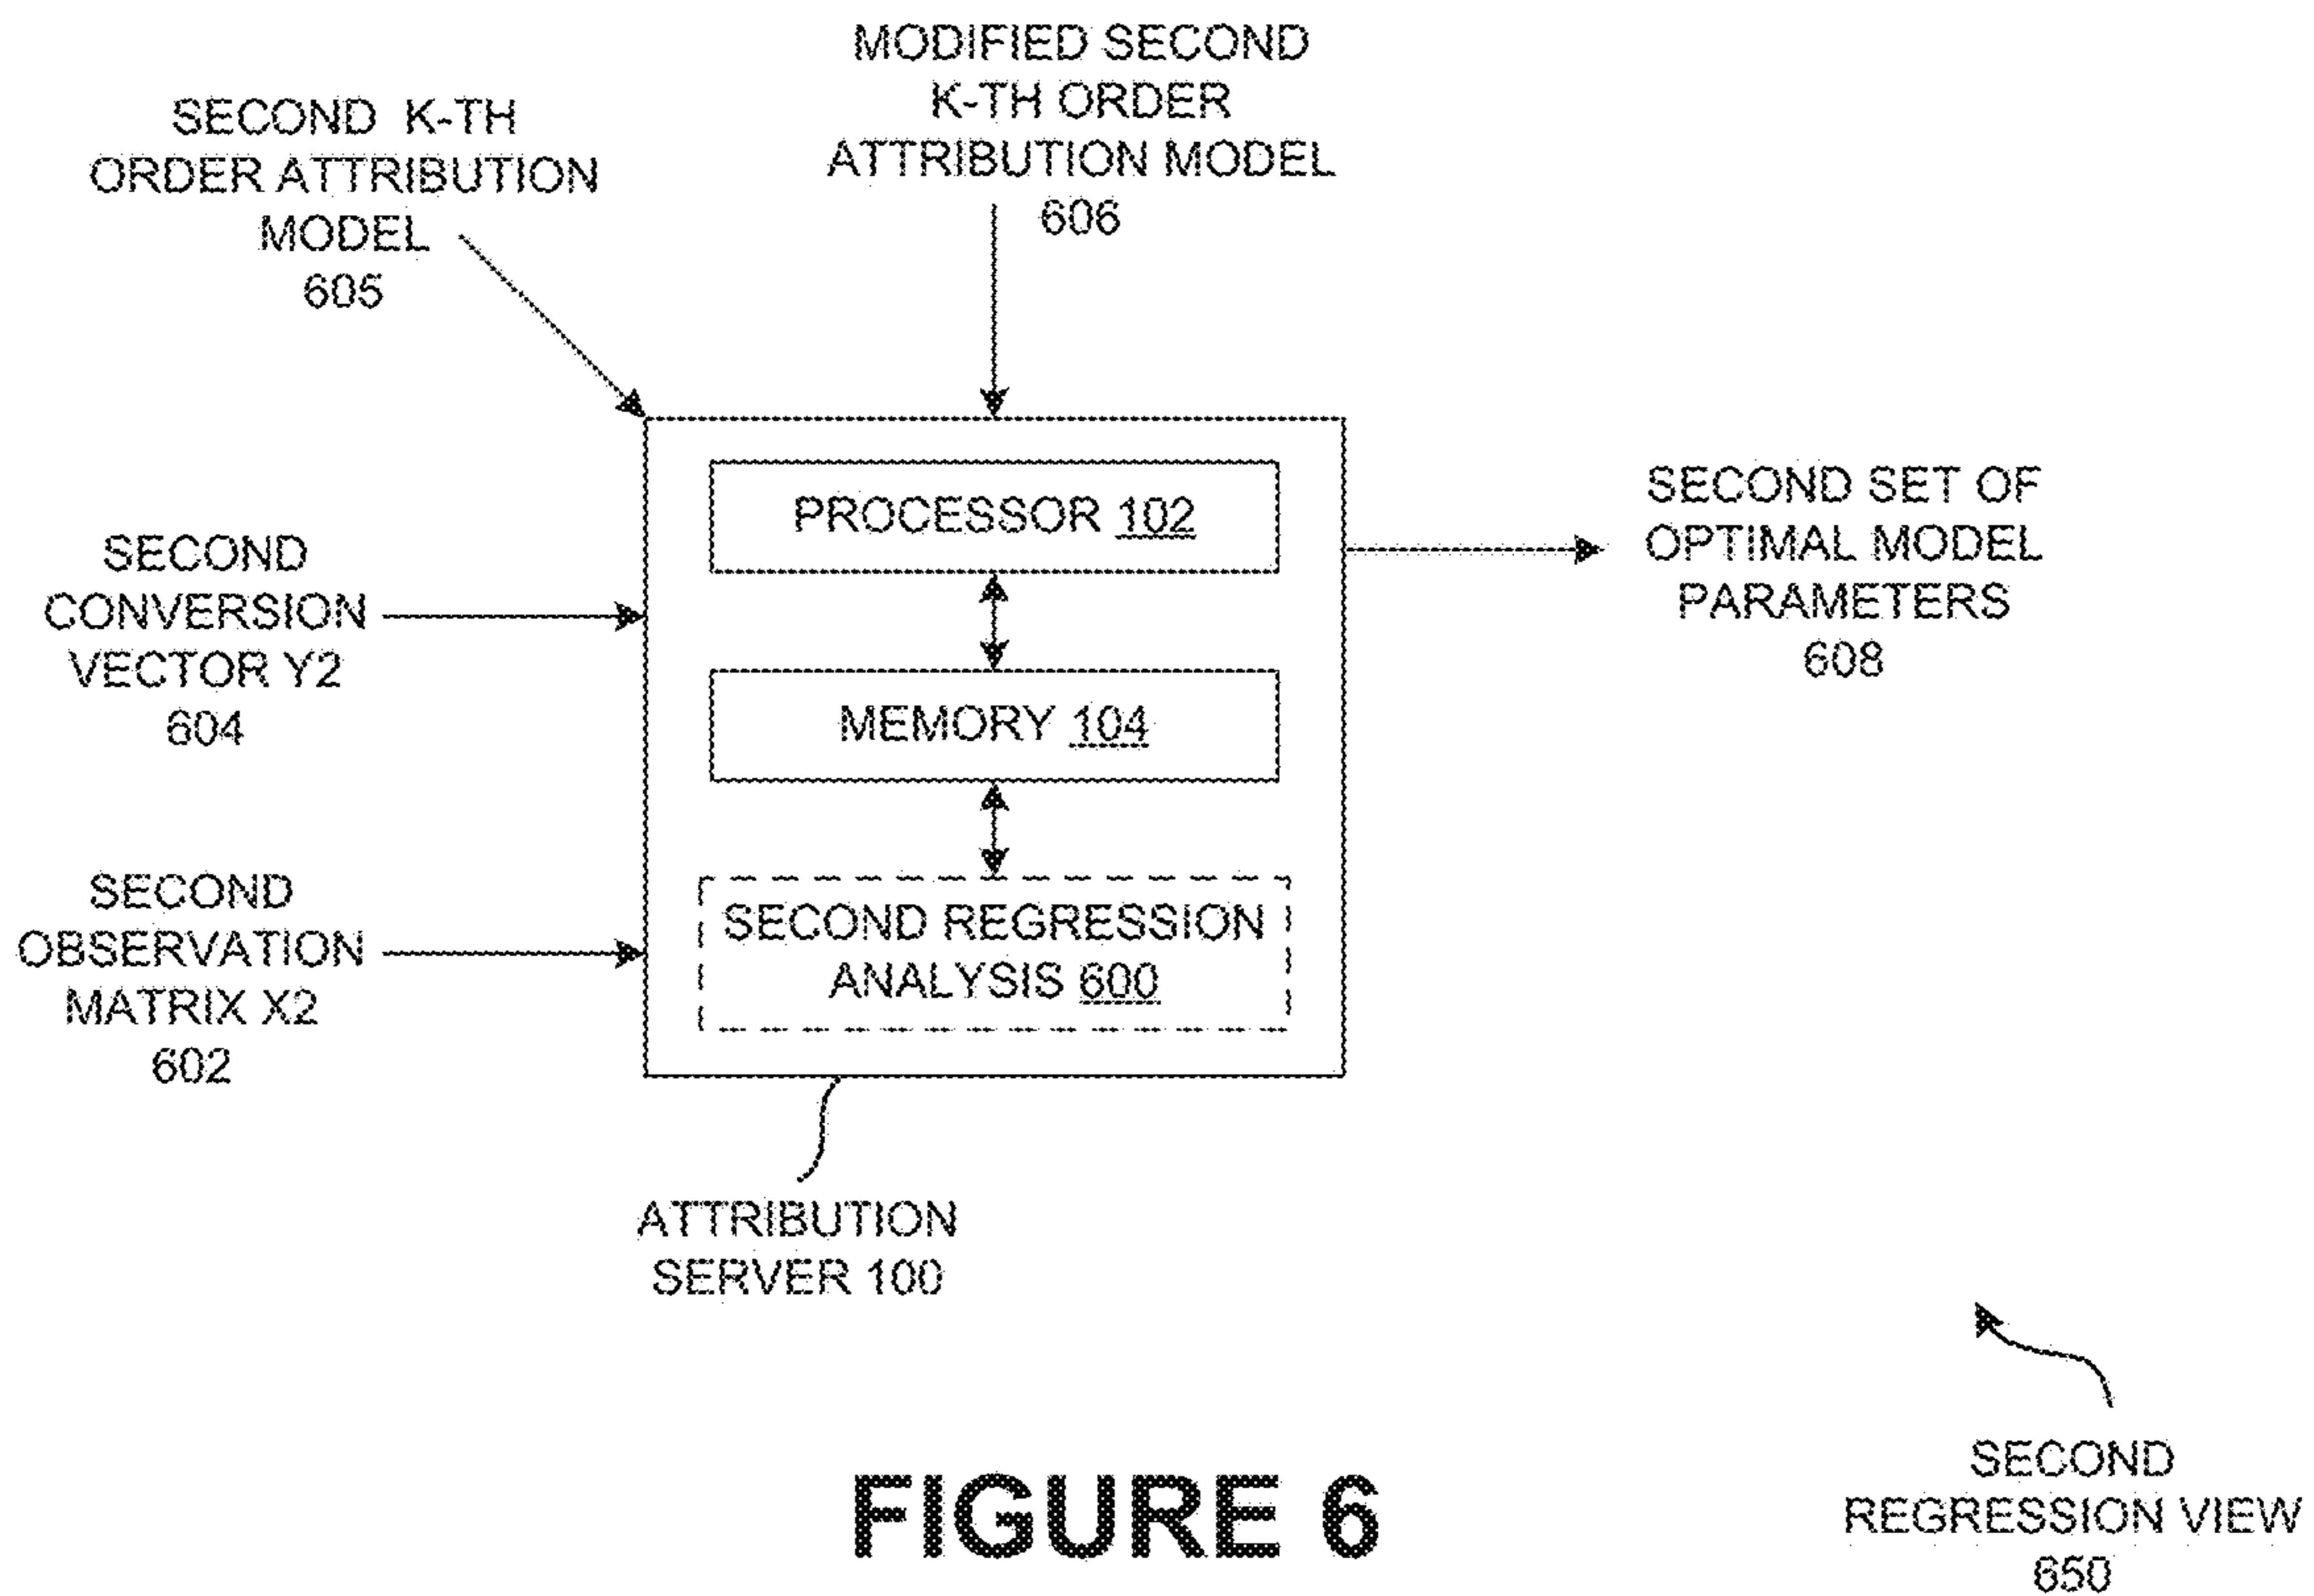 MODIFIED SECOND
K-TH ORDER
ATTRIBUTION MODEL
606
SECOND K-TH
ORDER ATTRIBUTION
MODEL
605
PROCESSOR 102
SECOND SET OF
OPTIMAL MODEL
PARAMETERS
608
SECOND
CONVERSION
VECTOR Y2
604
MEMORY 104
SECOND
OBSERVATION
MATRIX X2
602
SECOND REGRESSION
ANALYSIS 600
ATTRIBUTION
SERVER 100
SECOND
REGRESSION VIEW
650
FIGURE 6